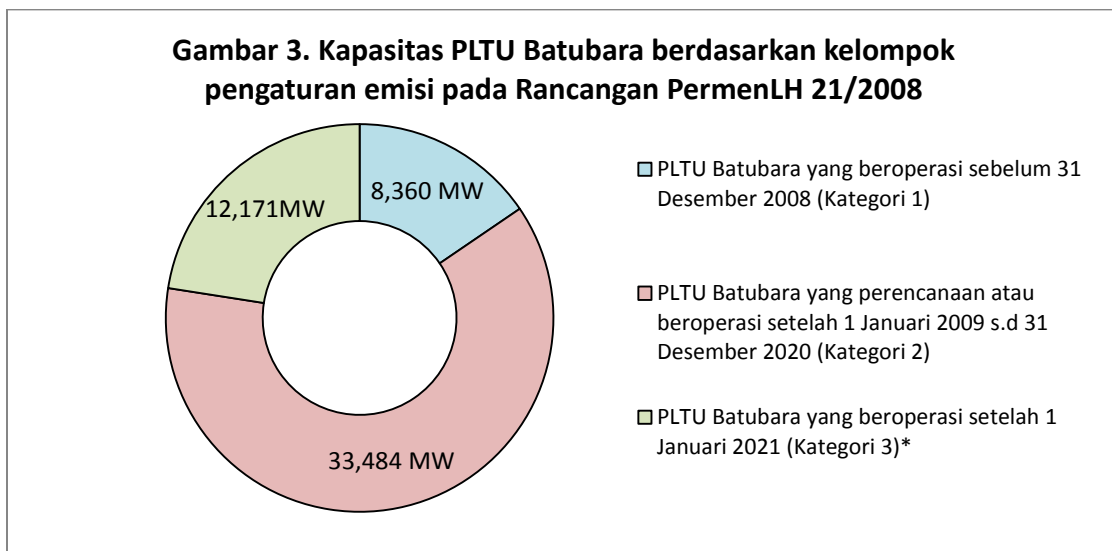 Gambar 3. Kapasitas PLTU Batubara berdasarkan kelompok
pengaturan emisi pada Rancangan PermenLH 21/2008
8,360 MW
12,171MW
33,484 MW
PLTU Batubara yang beroperasi sebelum 31
Desember 2008 (Kategori 1)
PLTU Batubara yang perencanaan atau
beroperasi setelah 1 Januari 2009 s.d 31
Desember 2020 (Kategori 2)
PLTU Batubara yang beroperasi setelah 1
Januari 2021 (Kategori 3)*